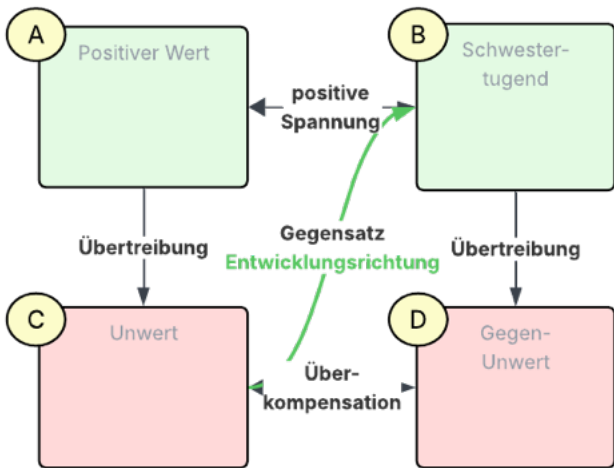 A
Positiver Wert
B
Schwester-
tugend
positive
Spannung
Übertreibung
Gegensatz
Entwicklungsrichtung
Übertreibung
C
Unwert
Über-
kompensation
D
Gegen-
Unwert